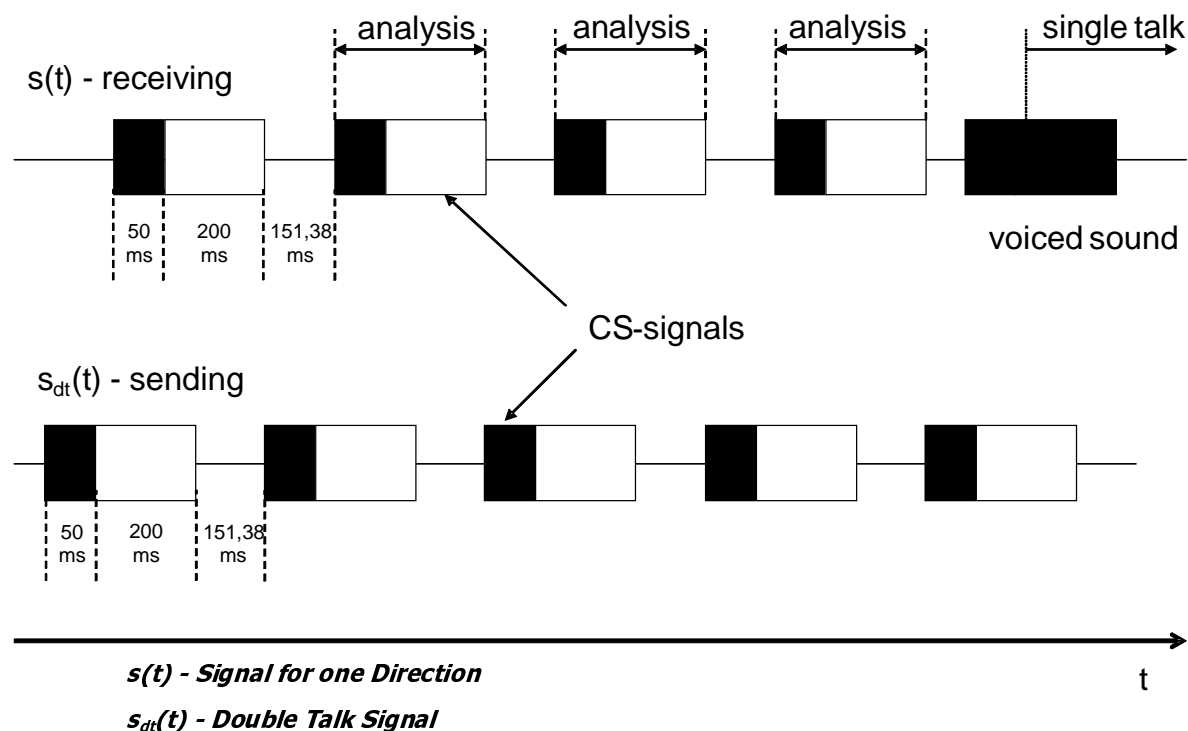 analysis analysis analysis single talk
s(t) - receiving
50 200 151,38
ms ms ms
voiced sound
CS-signals
sdt(t) - sending
50 200 151,38
ms ms ms
t
s(t) - Signal for one Direction
sdt(t) - Double Talk Signal